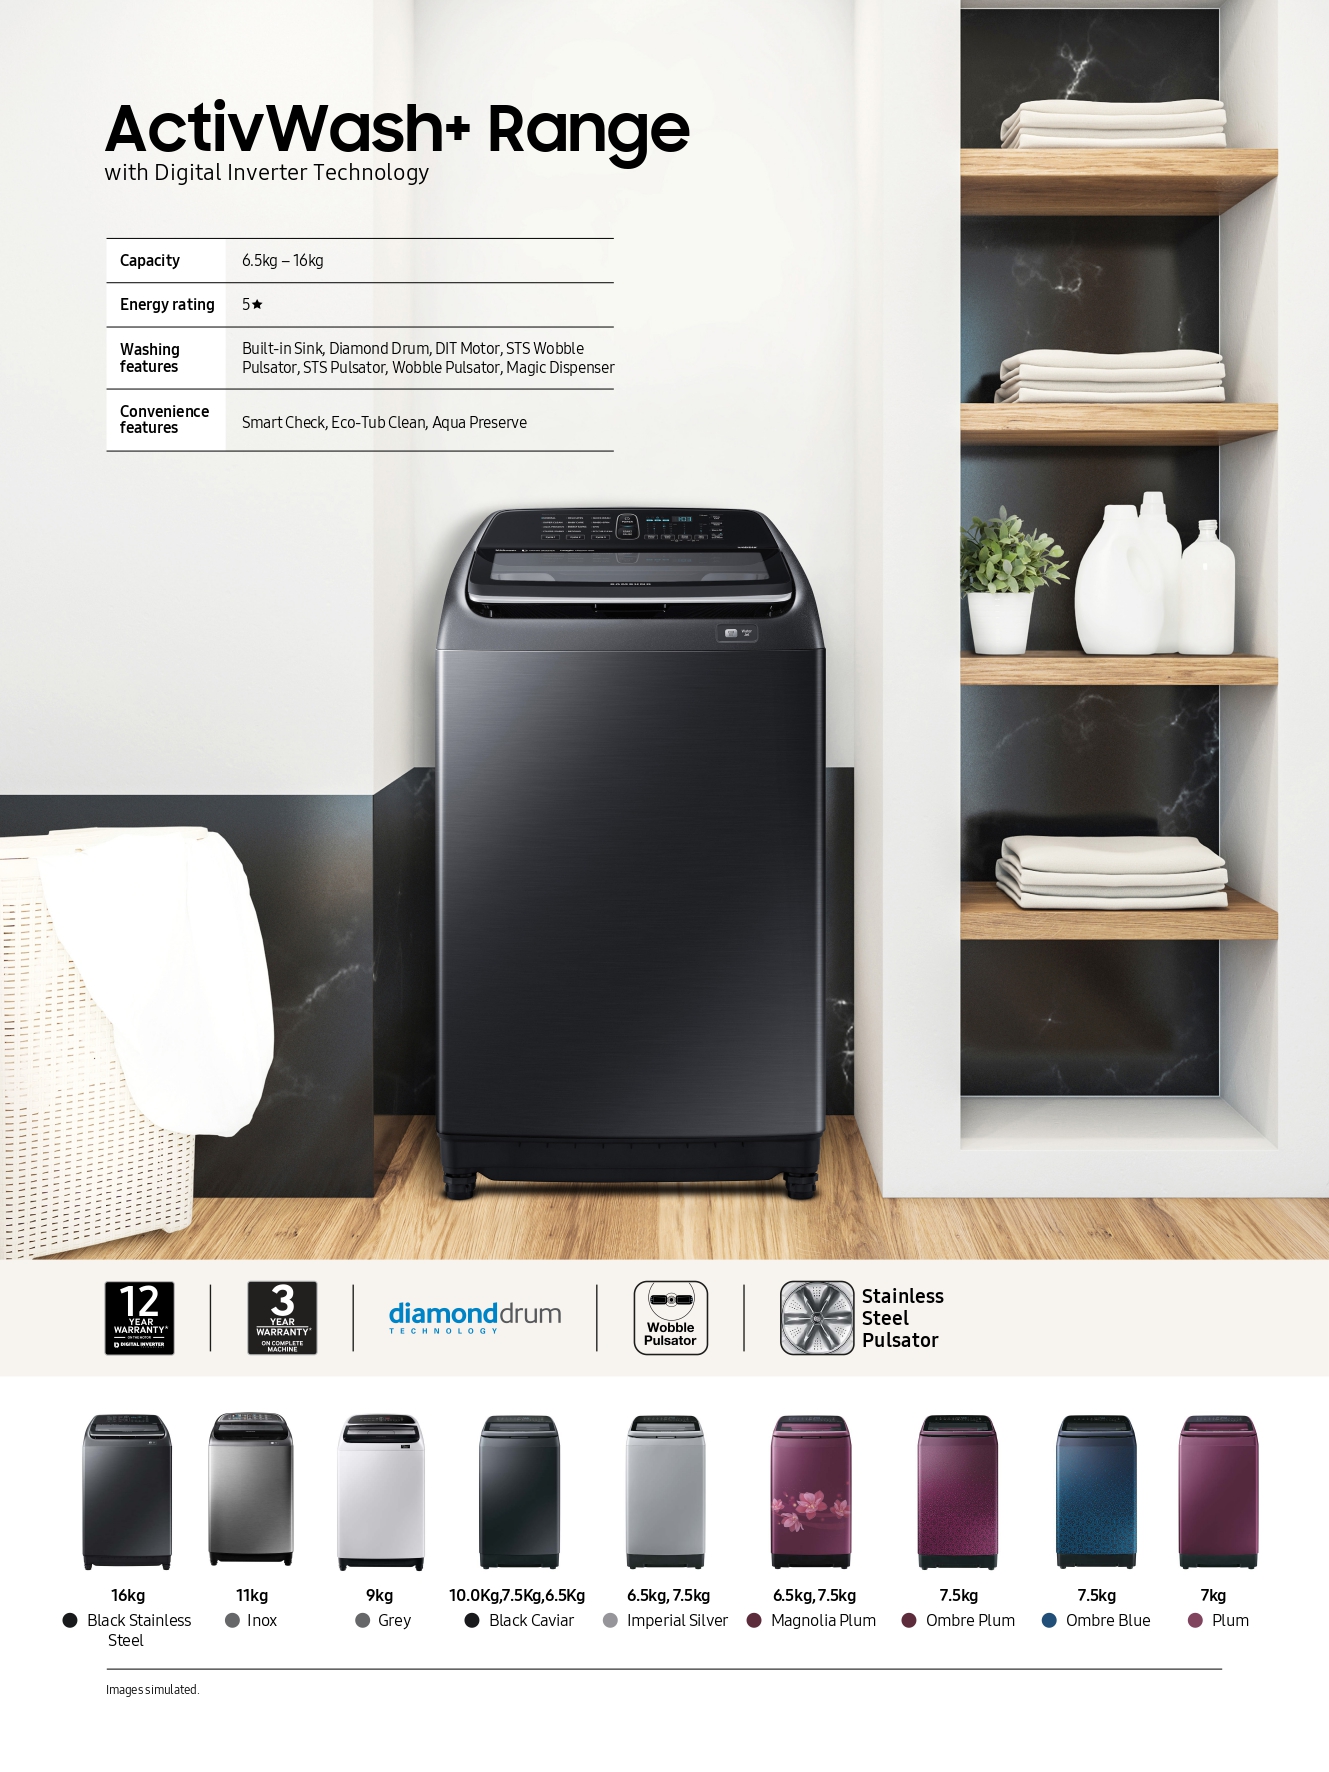 ActivWash+ Range
with Digital Inverter Technology
Capacity
6.5kg – 16kg
Energy rating
5★
Washing
features
Built-in Sink, Diamond Drum, DIT Motor, STS Wobble
Pulsator, STS Pulsator, Wobble Pulsator, Magic Dispenser
Convenience
features
Smart Check, Eco-Tub Clean, Aqua Preserve
SAMSUNG
12
YEAR
WARRANTY*
ON THE MOTOR
DIGITAL INVERTER
3
YEAR
WARRANTY*
ON COMPLETE
MACHINE
diamonddrum
TECHNOLOGY
Wobble
Pulsator
Stainless
Steel
Pulsator
16kg
Black Stainless
Steel
11kg
Inox
9kg
Grey
10.0Kg,7.5Kg,6.5Kg
Black Caviar
6.5kg, 7.5kg
Imperial Silver
6.5kg, 7.5kg
Magnolia Plum
7.5kg
Ombre Plum
7.5kg
Ombre Blue
7kg
Plum
Images simulated.